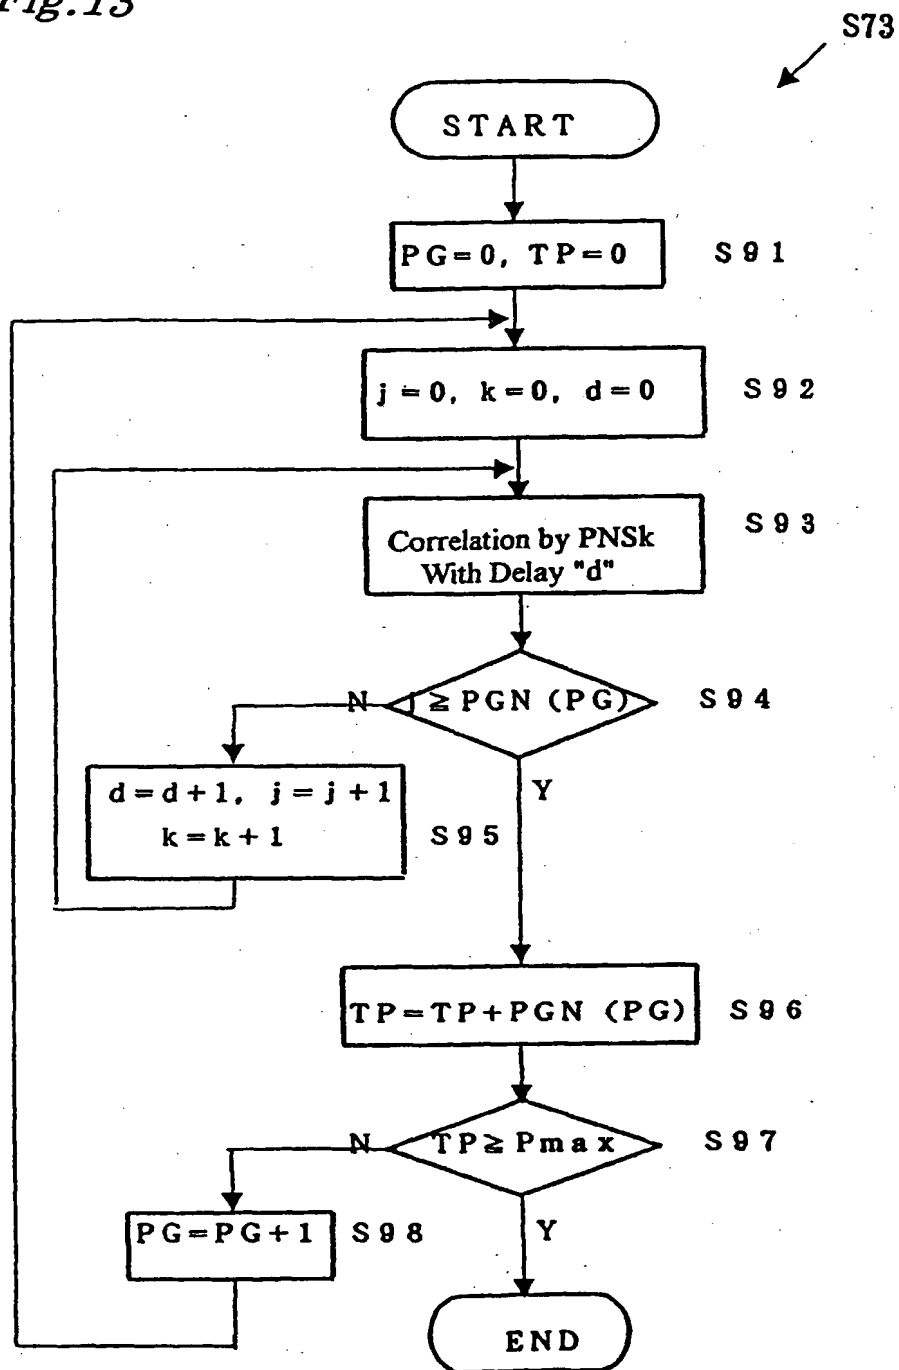 Fig.13
S73
START
PG=0, TP=0
S91
j=0, k=0, d=0
S92
Correlation by PNSk
With Delay "d"
S93
N
j ≧ PGN (PG)
S94
Y
d=d+1, j=j+1
k=k+1
S95
TP=TP+PGN (PG)
S96
N
TP≧Pmax
S97
Y
PG=PG+1
S98
END